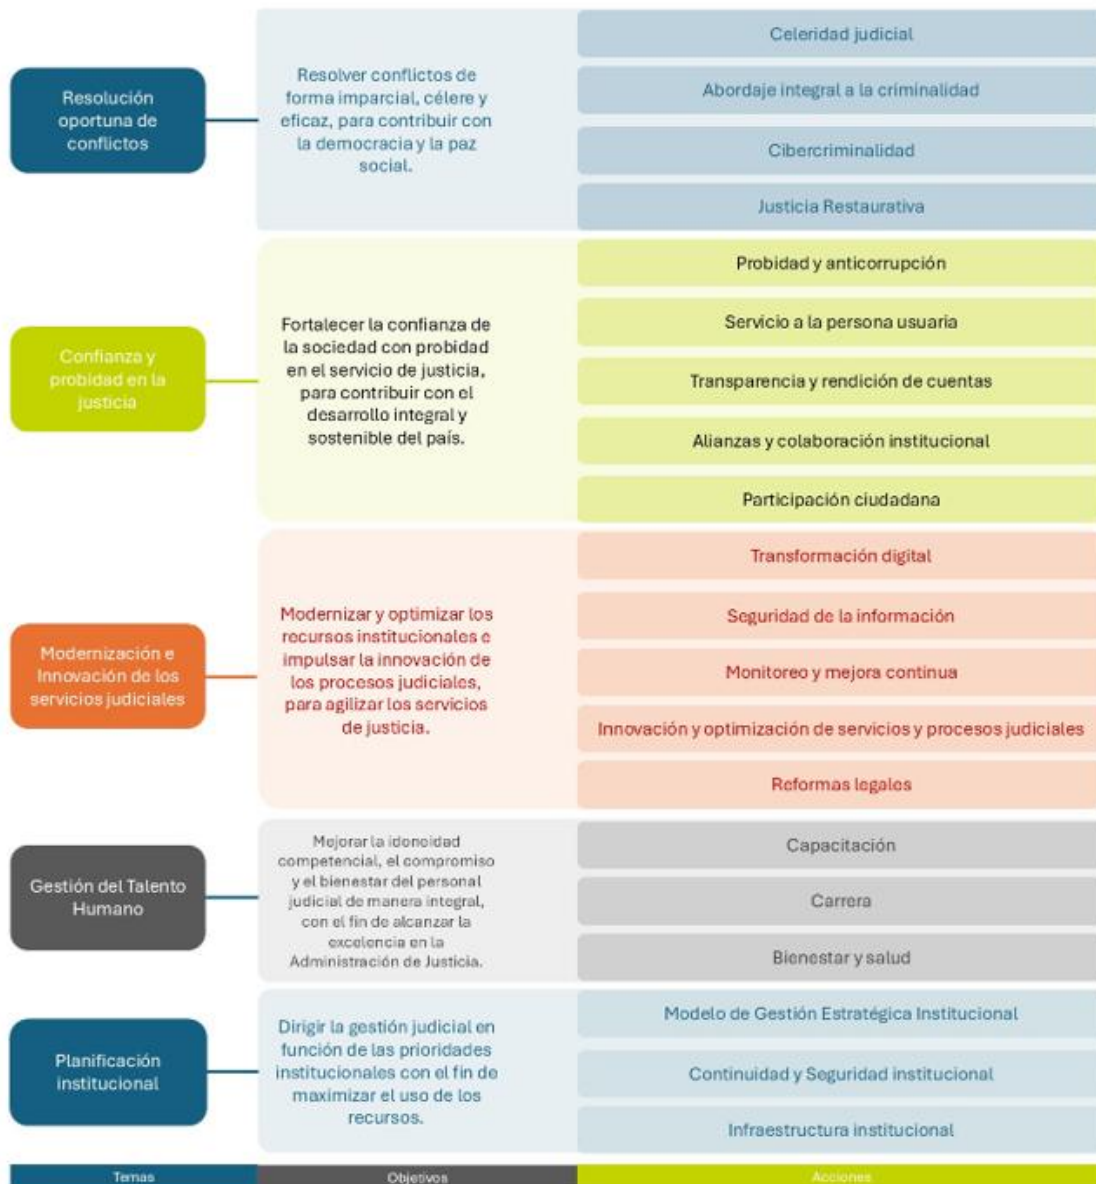 Resolución
oportuna de
conflictos
Resolver conflictos de
forma imparcial, célere y
eficaz, para contribuir con
la democracia y la paz
social.
Celeridad judicial
Abordaje integral a la criminalidad
Cibercriminalidad
Justicia Restaurativa
Confianza y
probidad en la
justicia
Fortalecer la confianza de
la sociedad con probidad
en el servicio de justicia,
para contribuir con el
desarrollo integral y
sostenible del país.
Probidad y anticorrupción
Servicio a la persona usuaria
Transparencia y rendición de cuentas
Alianzas y colaboración institucional
Participación ciudadana
Modernización e
Innovación de los
servicios judiciales
Modernizar y optimizar los
recursos institucionales e
impulsar la innovación de
los procesos judiciales,
para agilizar los servicios
de justicia.
Transformación digital
Seguridad de la información
Monitoreo y mejora continua
Innovación y optimización de servicios y procesos judiciales
Reformas legales
Gestión del Talento
Humano
Mejorar la idoneidad
competencial, el compromiso
y el bienestar del personal
judicial de manera integral,
con el fin de alcanzar la
excelencia en la
Administración de Justicia.
Capacitación
Carrera
Bienestar y salud
Planificación
institucional
Dirigir la gestión judicial en
función de las prioridades
institucionales con el fin de
maximizar el uso de los
recursos.
Modelo de Gestión Estratégica Institucional
Continuidad y Seguridad institucional
Infraestructura institucional
Temas
Objetivos
Acciones